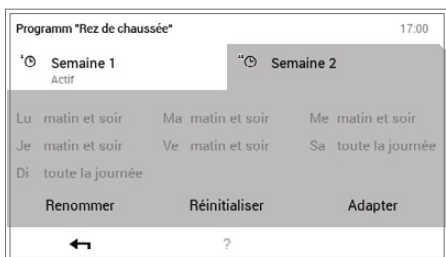 Programm "Rez de chaussée" 17:00
Semaine 1 Semaine 2
Actif
Lu matin et soir Ma matin et soir Me matin et soir
Je matin et soir Ve matin et soir Sa toute la journée
Di toute la journée
Renommer Réinitialiser Adapter
?